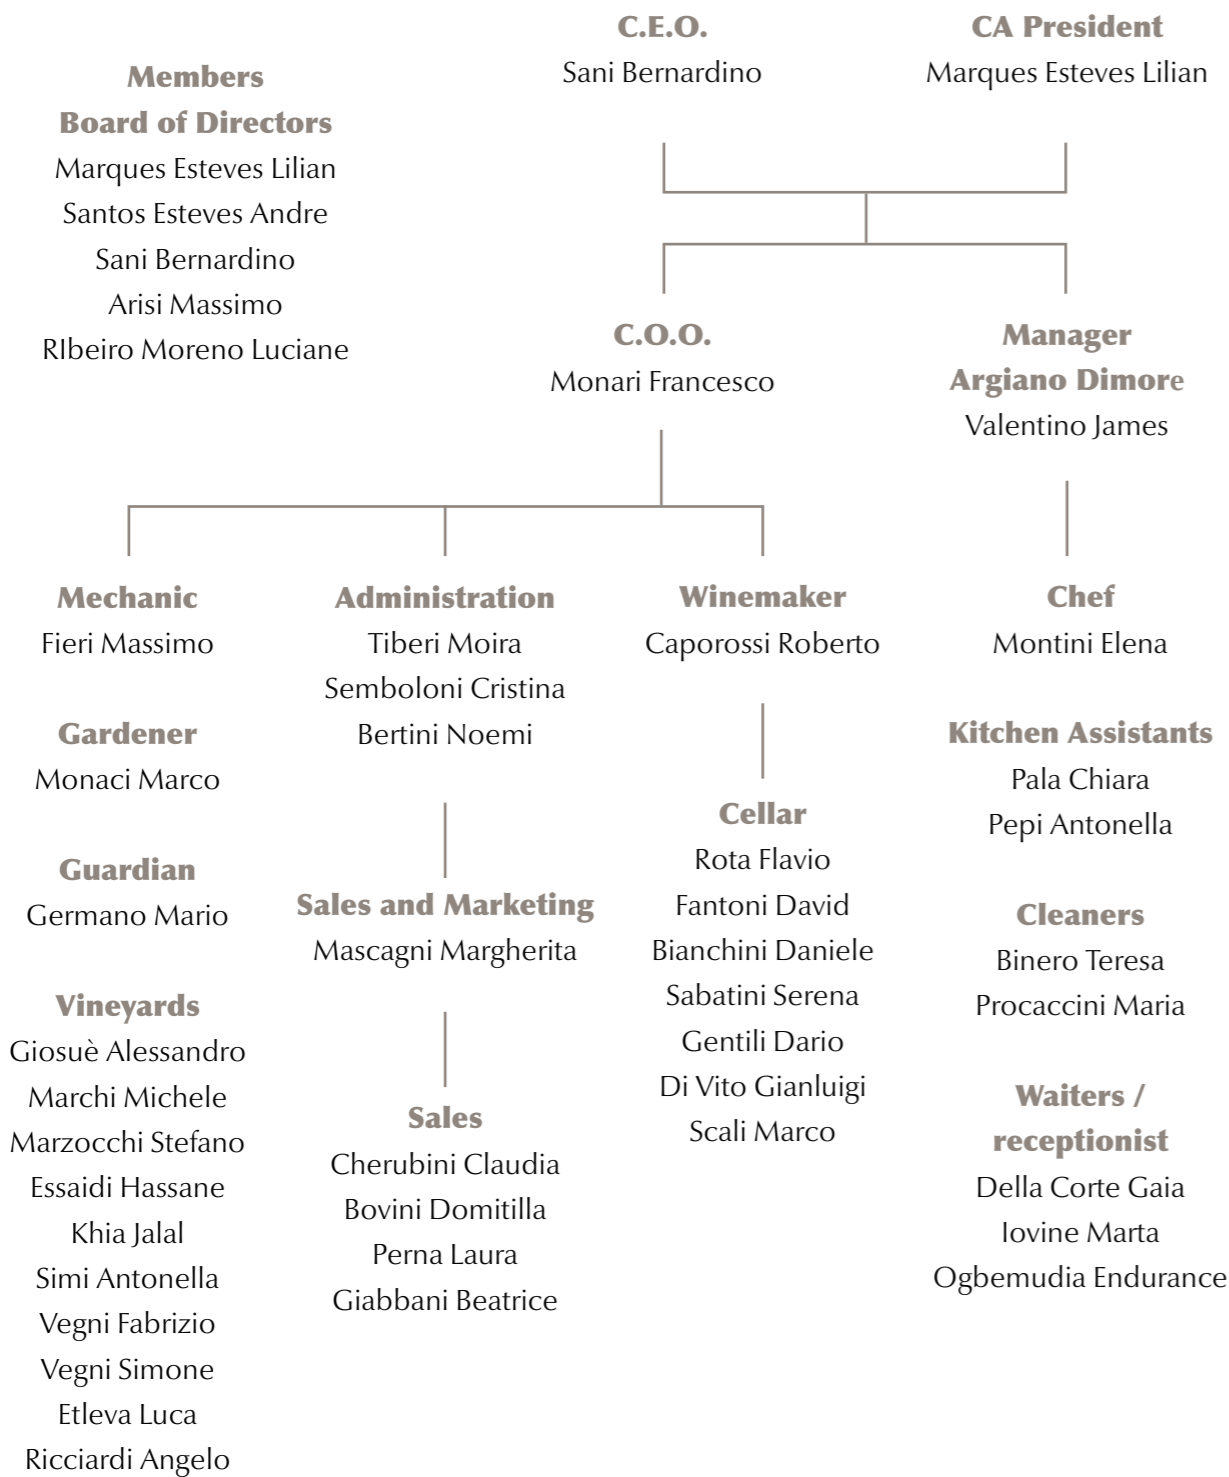 Members
Board of Directors
Marques Esteves Lilian
Santos Esteves Andre
Sani Bernardino
Arisi Massimo
RIbeiro Moreno Luciane
C.E.O.
Sani Bernardino
CA President
Marques Esteves Lilian
C.O.O.
Monari Francesco
Manager
Argiano Dimore
Valentino James
Mechanic
Fieri Massimo
Gardener
Monaci Marco
Guardian
Germano Mario
Vineyards
Giosuè Alessandro
Marchi Michele
Marzocchi Stefano
Essaidi Hassane
Khia Jalal
Simi Antonella
Vegni Fabrizio
Vegni Simone
Etleva Luca
Ricciardi Angelo
Administration
Tiberi Moira
Semboloni Cristina
Bertini Noemi
Sales and Marketing
Mascagni Margherita
Sales
Cherubini Claudia
Bovini Domitilla
Perna Laura
Giabbani Beatrice
Winemaker
Caporossi Roberto
Cellar
Rota Flavio
Fantoni David
Bianchini Daniele
Sabatini Serena
Gentili Dario
Di Vito Gianluigi
Scali Marco
Chef
Montini Elena
Kitchen Assistants
Pala Chiara
Pepi Antonella
Cleaners
Binero Teresa
Procaccini Maria
Waiters /
receptionist
Della Corte Gaia
Iovine Marta
Ogbemudia Endurance